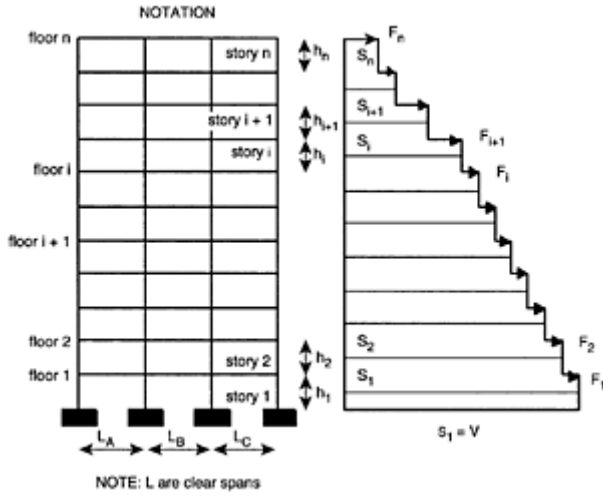 NOTATION
floor n
story n
story i + 1
story i
floor i
floor i + 1
floor 2
story 2
floor 1
story 1
L_A
L_B
L_C
NOTE: L are clear spans
h_n
h_i+1
h_i
h_2
h_1
F_n
S_n
S_i+1
F_i+1
S_i
F_i
S_2
F_2
S_1
F_1
s_1 = V